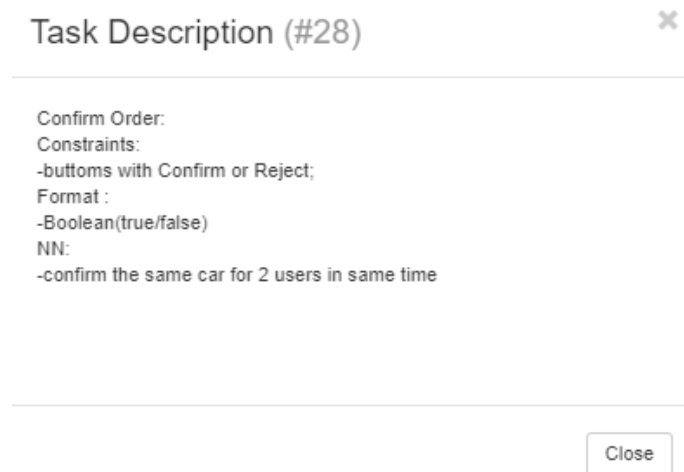 Task Description (#28)
Confirm Order:
Constraints:
-buttoms with Confirm or Reject;
Format :
-Boolean(true/false)
NN:
-confirm the same car for 2 users in same time
Close